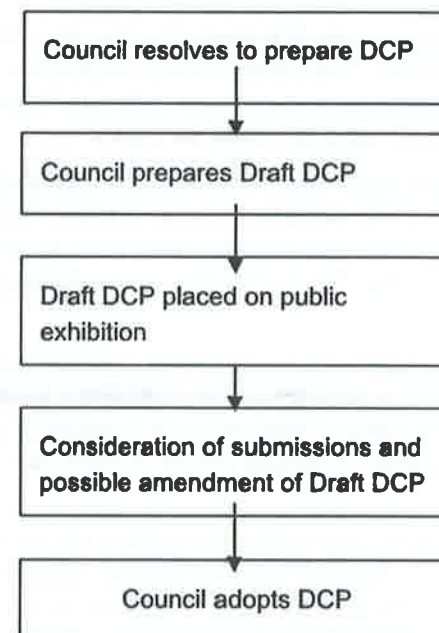 Council resolves to prepare DCP
Council prepares Draft DCP
Draft DCP placed on public
exhibition
Consideration of submissions and
possible amendment of Draft DCP
Council adopts DCP